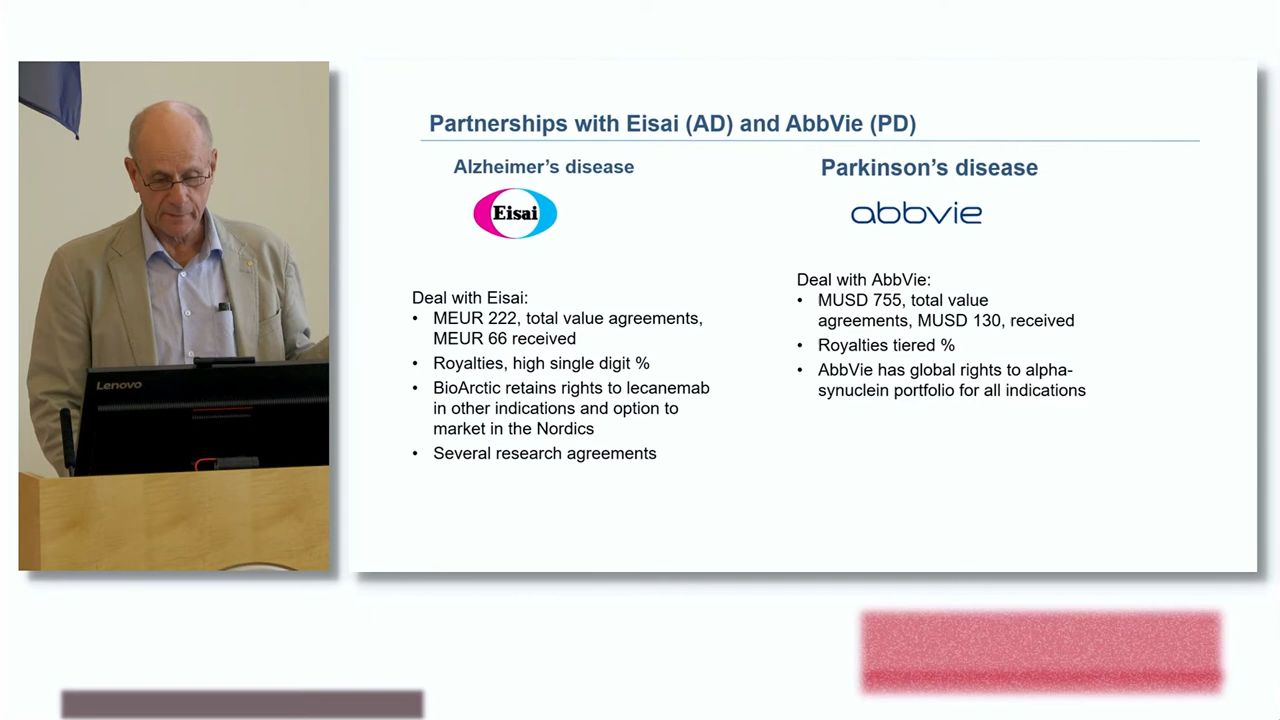 Lenovo
Partnerships with Eisai (AD) and AbbVie (PD)
Alzheimer’s disease
Eisai
Deal with Eisai:
• MEUR 222, total value agreements,
MEUR 66 received
• Royalties, high single digit %
• BioArctic retains rights to lecanemab
in other indications and option to
market in the Nordics
• Several research agreements
Parkinson’s disease
abbvie
Deal with AbbVie:
• MUSD 755, total value
agreements, MUSD 130, received
• Royalties tiered %
• AbbVie has global rights to alpha-
synuclein portfolio for all indications